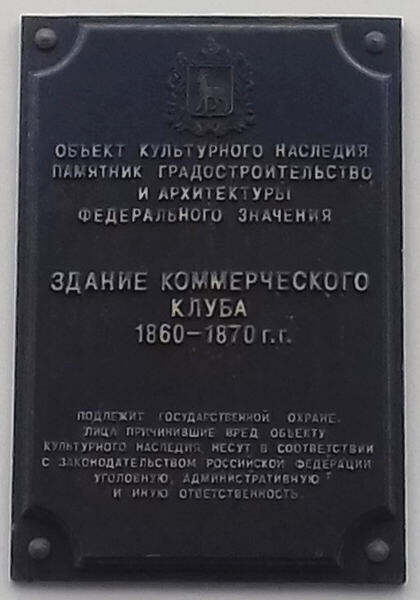 ОБЪЕКТ КУЛЬТУРНОГО НАСЛЕДИЯ
ПАМЯТНИК ГРАДОСТРОИТЕЛЬСТВО
И АРХИТЕКТУРЫ
ФЕДЕРАЛЬНОГО ЗНАЧЕНИЯ
ЗДАНИЕ КОММЕРЧЕСКОГО
КЛУБА
1860-1870 г.г.
ПОДЛЕЖИТ ГОСУДАРСТВЕННОЙ ОХРАНЕ.
ЛИЦА ПРИЧИНИВШИЕ ВРЕД ОБЪЕКТУ
КУЛЬТУРНОГО НАСЛЕДИЯ, НЕСУТ В СООТВЕТСТВИИ
С ЗАКОНОДАТЕЛЬСТВОМ РОССИЙСКОЙ ФЕДЕРАЦИИ
УГОЛОВНУЮ, АДМИНИСТРАТИВНУЮ
И ИНУЮ ОТВЕТСТВЕННОСТЬ.